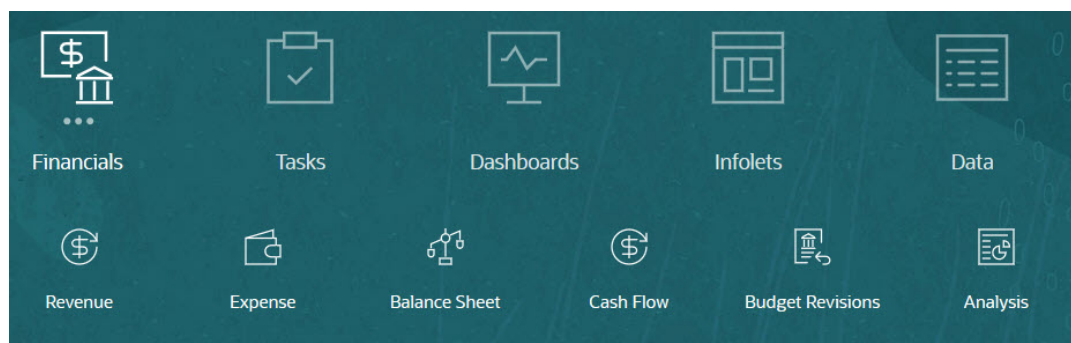 Financials Tasks Dashboards Infolets Data
Revenue Expense Balance Sheet Cash Flow Budget Revisions Analysis